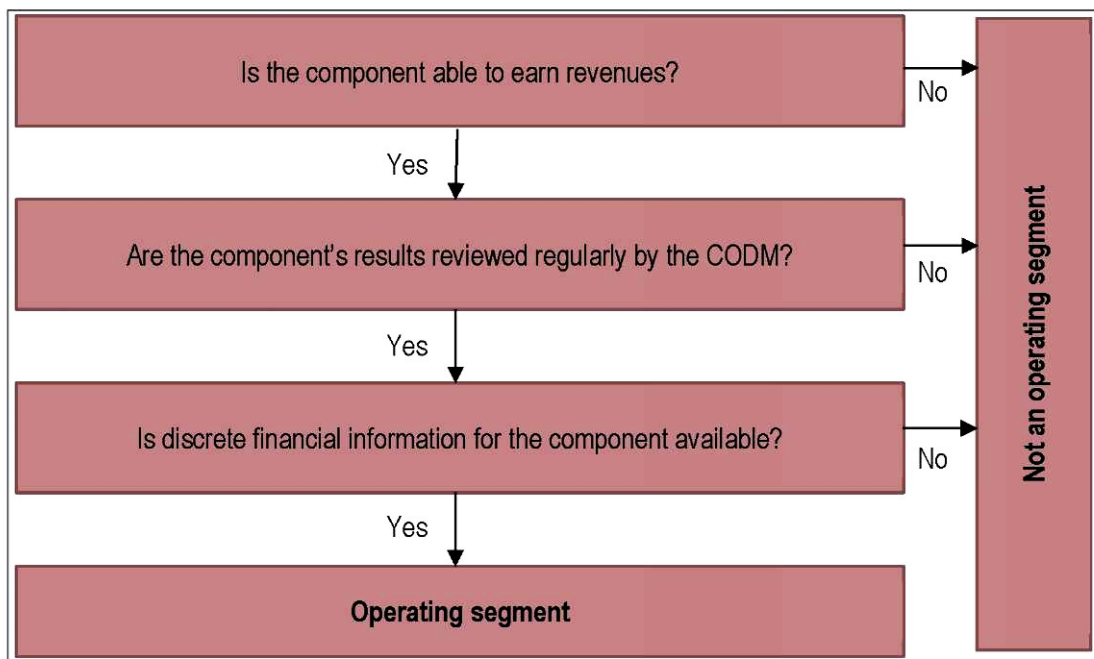 Is the component able to earn revenues?
No
Yes
Are the component's results reviewed regularly by the CODM?
No
Yes
Is discrete financial information for the component available?
No
Yes
Operating segment
Not an operating segment